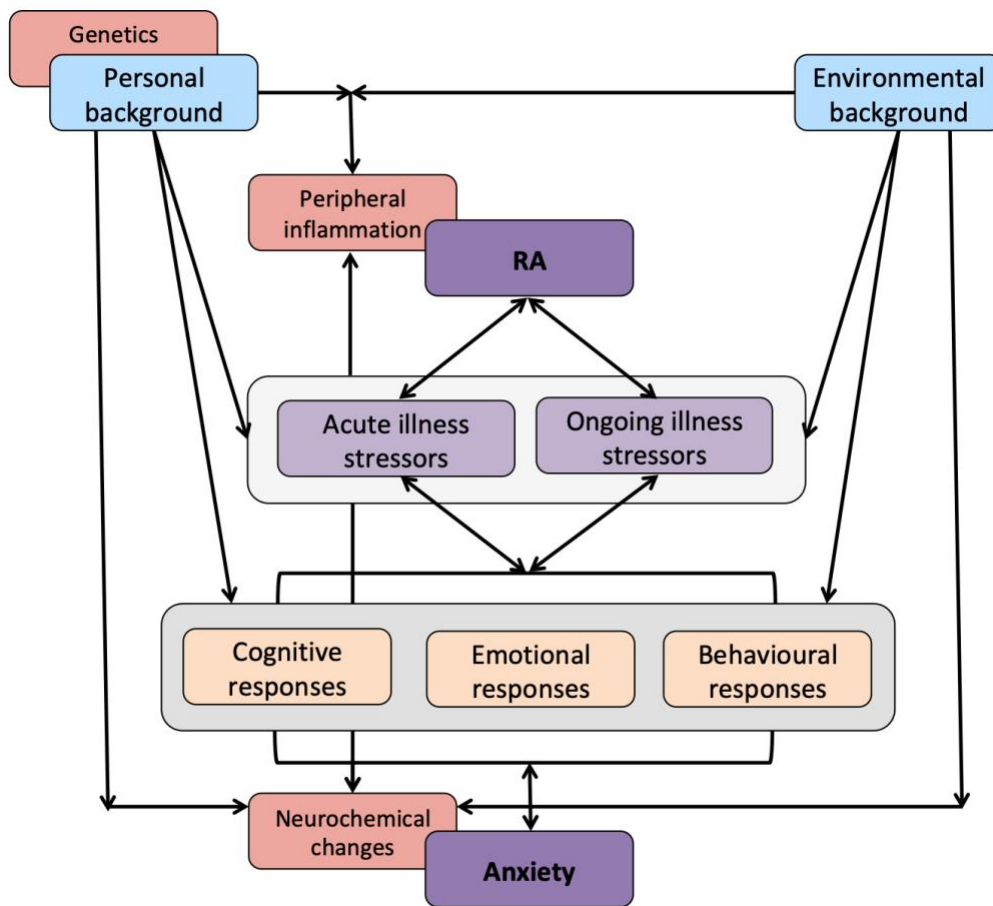 Genetics
Personal
background
Environmental
background
Peripheral
inflammation
RA
Acute illness
stressors
Ongoing illness
stressors
Cognitive
responses
Emotional
responses
Behavioural
responses
Neurochemical
changes
Anxiety